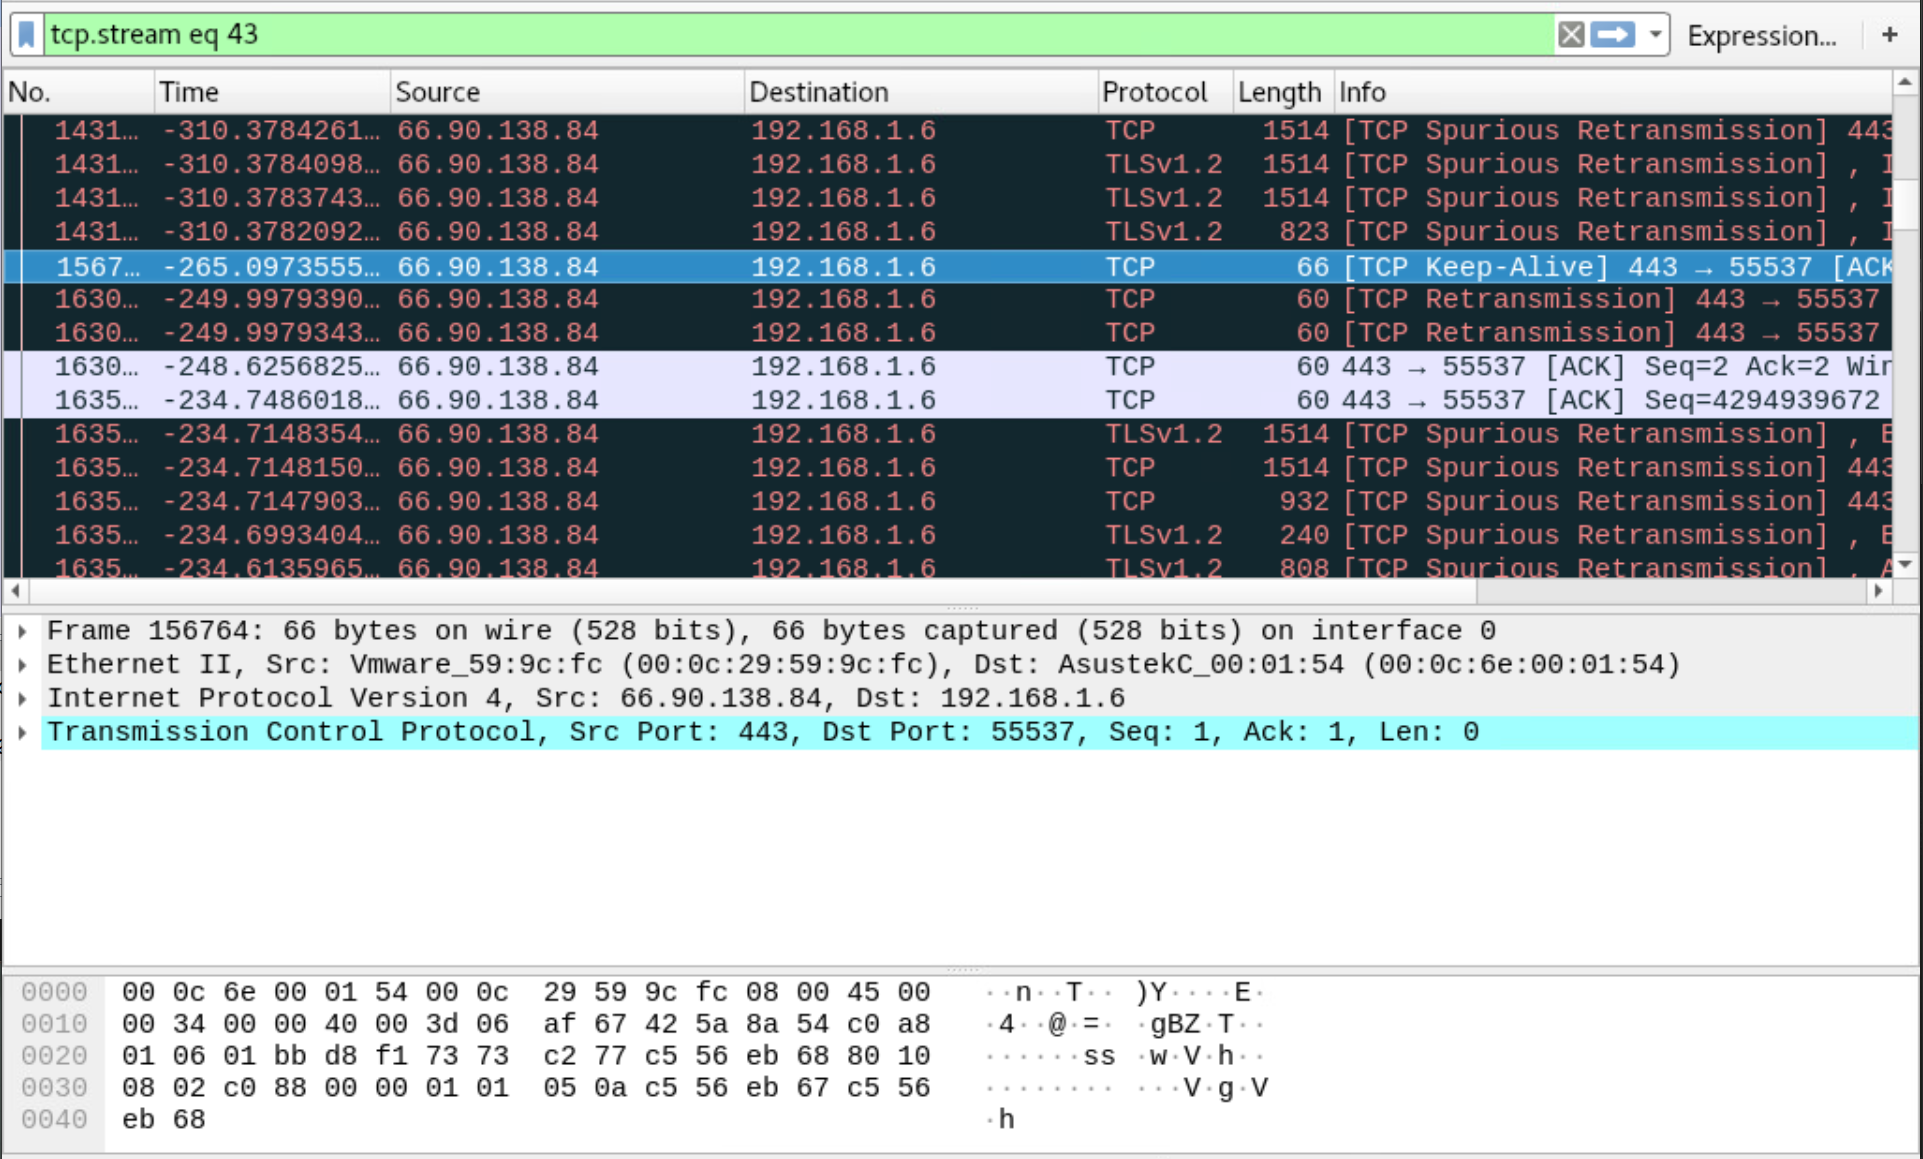 tcp.stream eq 43 Expression... +
No. Time Source Destination Protocol Length Info
1431… -310.3784261… 66.90.138.84 192.168.1.6 TCP 1514 [TCP Spurious Retransmission] 443
1431… -310.3784098… 66.90.138.84 192.168.1.6 TLSv1.2 1514 [TCP Spurious Retransmission] , I
1431… -310.3783743… 66.90.138.84 192.168.1.6 TLSv1.2 1514 [TCP Spurious Retransmission] , I
1431… -310.3782092… 66.90.138.84 192.168.1.6 TLSv1.2 823 [TCP Spurious Retransmission] , I
1567… -265.0973555… 66.90.138.84 192.168.1.6 TCP 66 [TCP Keep-Alive] 443 → 55537 [ACK
1630… -249.9979390… 66.90.138.84 192.168.1.6 TCP 60 [TCP Retransmission] 443 → 55537
1630… -249.9979343… 66.90.138.84 192.168.1.6 TCP 60 [TCP Retransmission] 443 → 55537
1630… -248.6256825… 66.90.138.84 192.168.1.6 TCP 60 443 → 55537 [ACK] Seq=2 Ack=2 Win
1635… -234.7486018… 66.90.138.84 192.168.1.6 TCP 60 443 → 55537 [ACK] Seq=4294939672
1635… -234.7148354… 66.90.138.84 192.168.1.6 TLSv1.2 1514 [TCP Spurious Retransmission] , E
1635… -234.7148150… 66.90.138.84 192.168.1.6 TCP 1514 [TCP Spurious Retransmission] 443
1635… -234.7147903… 66.90.138.84 192.168.1.6 TCP 932 [TCP Spurious Retransmission] 443
1635… -234.6993404… 66.90.138.84 192.168.1.6 TLSv1.2 240 [TCP Spurious Retransmission] , E
1635… -234.6135965… 66.90.138.84 192.168.1.6 TLSv1.2 808 [TCP Spurious Retransmission] , A
Frame 156764: 66 bytes on wire (528 bits), 66 bytes captured (528 bits) on interface 0
Ethernet II, Src: Vmware_59:9c:fc (00:0c:29:59:9c:fc), Dst: AsustekC_00:01:54 (00:0c:6e:00:01:54)
Internet Protocol Version 4, Src: 66.90.138.84, Dst: 192.168.1.6
Transmission Control Protocol, Src Port: 443, Dst Port: 55537, Seq: 1, Ack: 1, Len: 0
0000 00 0c 6e 00 01 54 00 0c 29 59 9c fc 08 00 45 00 ··n··T·· )Y····E·
0010 00 34 00 00 40 00 3d 06 af 67 42 5a 8a 54 c0 a8 ·4··@·=· ·gBZ·T··
0020 01 06 01 bb d8 f1 73 73 c2 77 c5 56 eb 68 80 10 ······ss ·w·V·h··
0030 08 02 c0 88 00 00 01 01 05 0a c5 56 eb 67 c5 56 ········ ···V·g·V
0040 eb 68 ·h